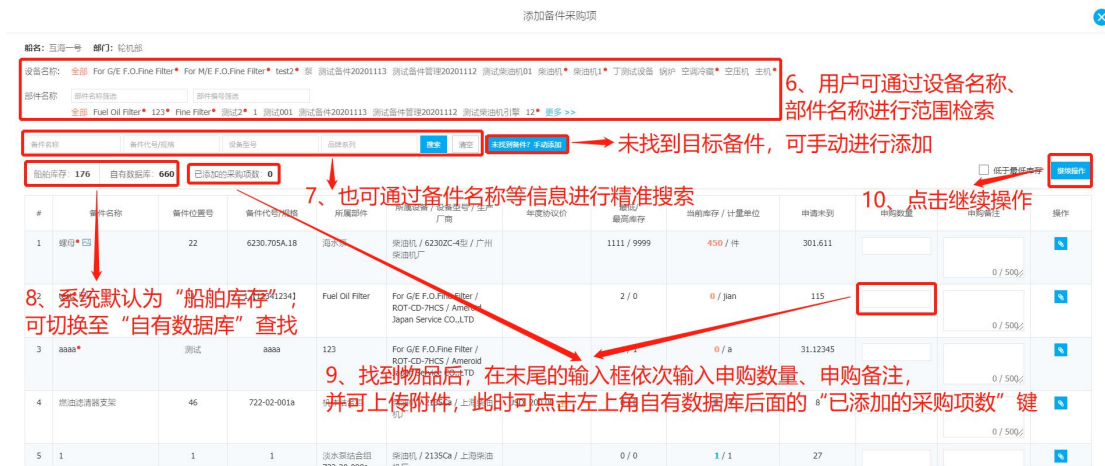 添加备件采购项
船名: 互海一号 部门: 轮机部
设备名称: 全部 For G/E F.O.Fine Filter For M/E F.O.Fine Filter test2 泵 测试备件20201113 测试备件管理20201112 测试柴油机01 柴油机 柴油机1 丁测试设备 锅炉 空调冷藏 空压机 主机
6、用户可通过设备名称、
部件名称进行范围检索
部件名称 部件名称筛选 部件编号筛选
全部 Fuel Oil Filter 123 Fine Filter 测试2 1 测试001 测试备件20201113 测试备件管理20201112 测试柴油机引擎 12 更多 >>
备件名称 备件代号/规格 设备型号 品牌系列 搜索 清空 未找到备件? 手动添加
未找到目标备件，可手动进行添加
船舶库存: 176 自有数据库: 660 已添加的采购项数: 0
低于最低库存 继续操作
7、也可通过备件名称等信息进行精准搜索
10、点击继续操作
# 备件名称 备件位置号 备件代号/规格 所属部件 所属设备 / 设备型号 / 生产厂商 年度协议价 最低/最高库存 当前库存 / 计量单位 申请未到 申购数量 申购备注 操作
1 螺母 22 6230.705A.18 海水泵 柴油机 / 6230ZC-4型 / 广州柴油机厂 1111 / 9999 450 / 件 301.611
0 / 500
8、系统默认为“船舶库存”，
可切换至“自有数据库”查找
2 12341234] Fuel Oil Filter For G/E F.O.Fine Filter / ROT-CD-7HCS / Ameroid Japan Service CO.,LTD 2 / 0 0 / jian 115
0 / 500
3 aaaa 测试 aaaa 123 For G/E F.O.Fine Filter / ROT-CD-7HCS / Ameroid / 1 0 / a 31.12345
0 / 500
9、找到物品后，在末尾的输入框依次输入申购数量、申购备注，
并可上传附件，此时可点击左上角自有数据库后面的“已添加的采购项数”键
4 燃油滤清器支架 46 722-02-001a 8
0 / 500
5 1 1 1 淡水泵结合组 柴油机 / 2135Ca / 上海柴油 0 / 0 1 / 1 27